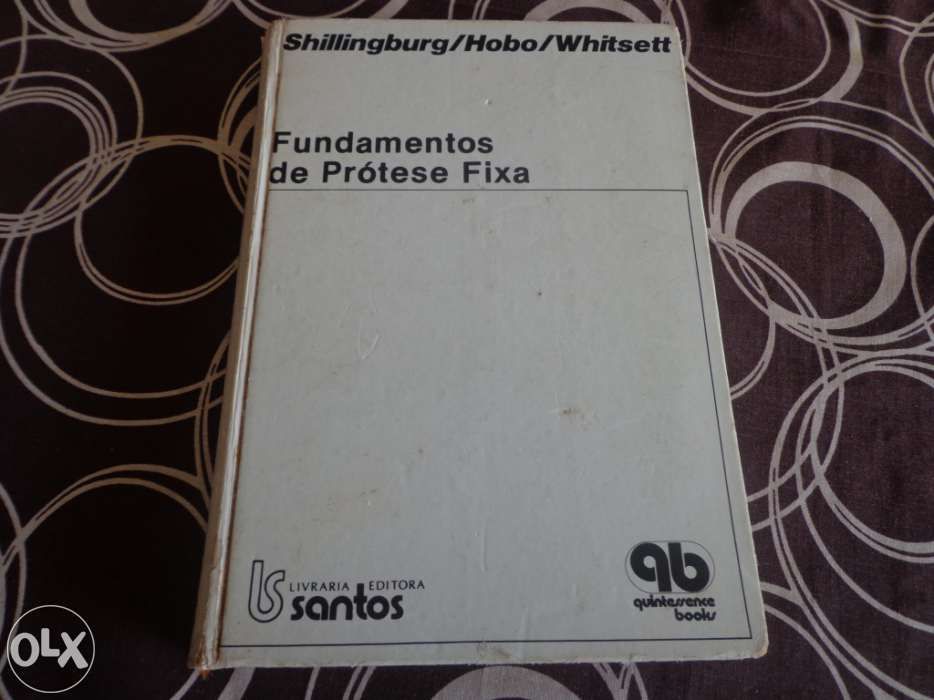 Shillingburg/Hobo/Whitsett
Fundamentos
de Prótese Fixa
LIVRARIA EDITORA
santos
qb
quintessence
books
OLX